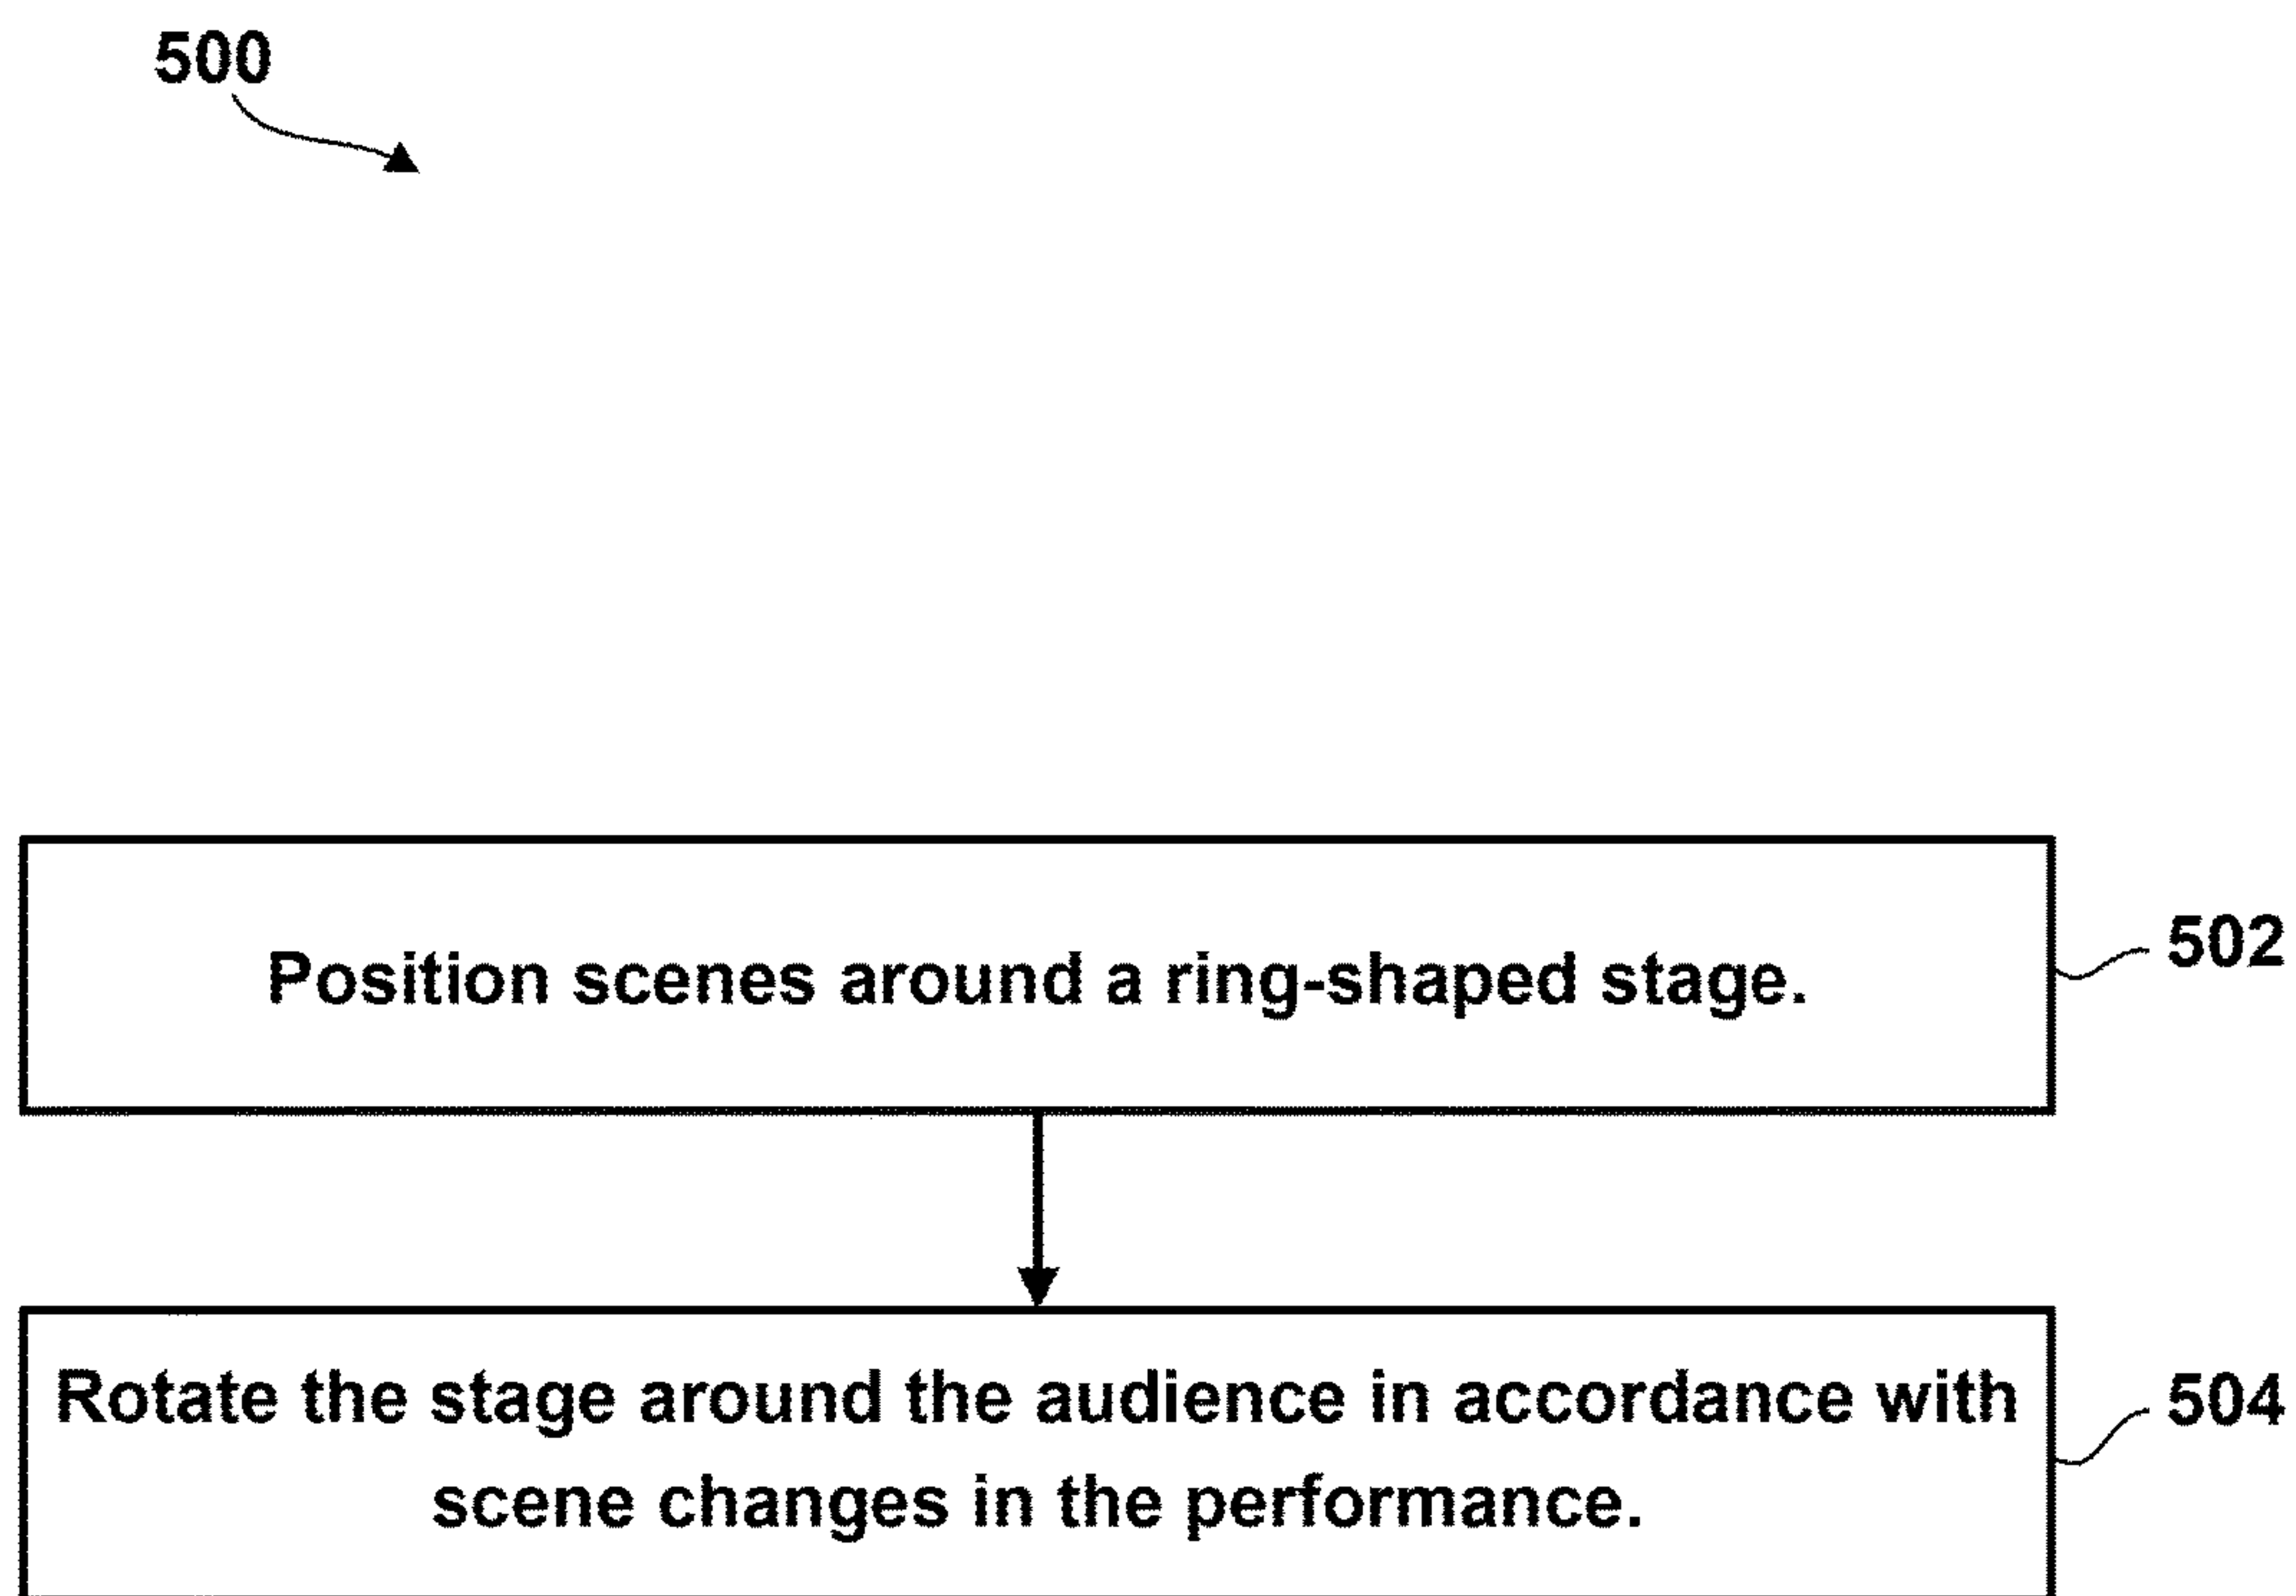 500
Position scenes around a ring-shaped stage.
502
Rotate the stage around the audience in accordance with
scene changes in the performance.
504